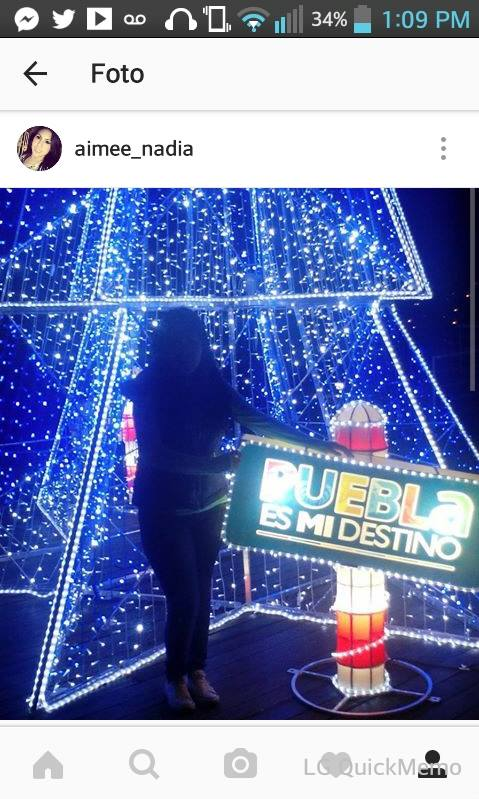 34% 1:09 PM
Foto
aimee_nadia
PUEBLA
ES MI DESTINO
LG QuickMemo